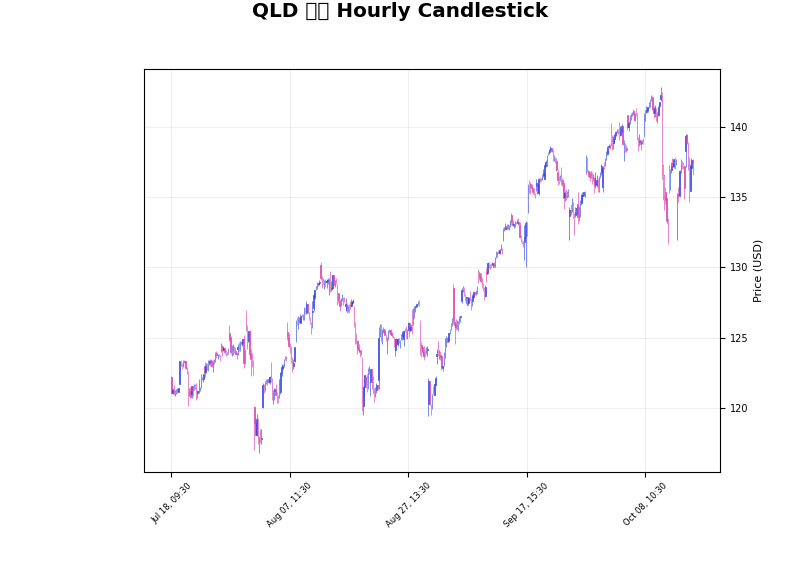 QLD Hourly Candlestick
140
135
130
125
120
Price (USD)
Jul 18, 09:30
Aug 07, 11:30
Aug 27, 13:30
Sep 17, 15:30
Oct 08, 10:30